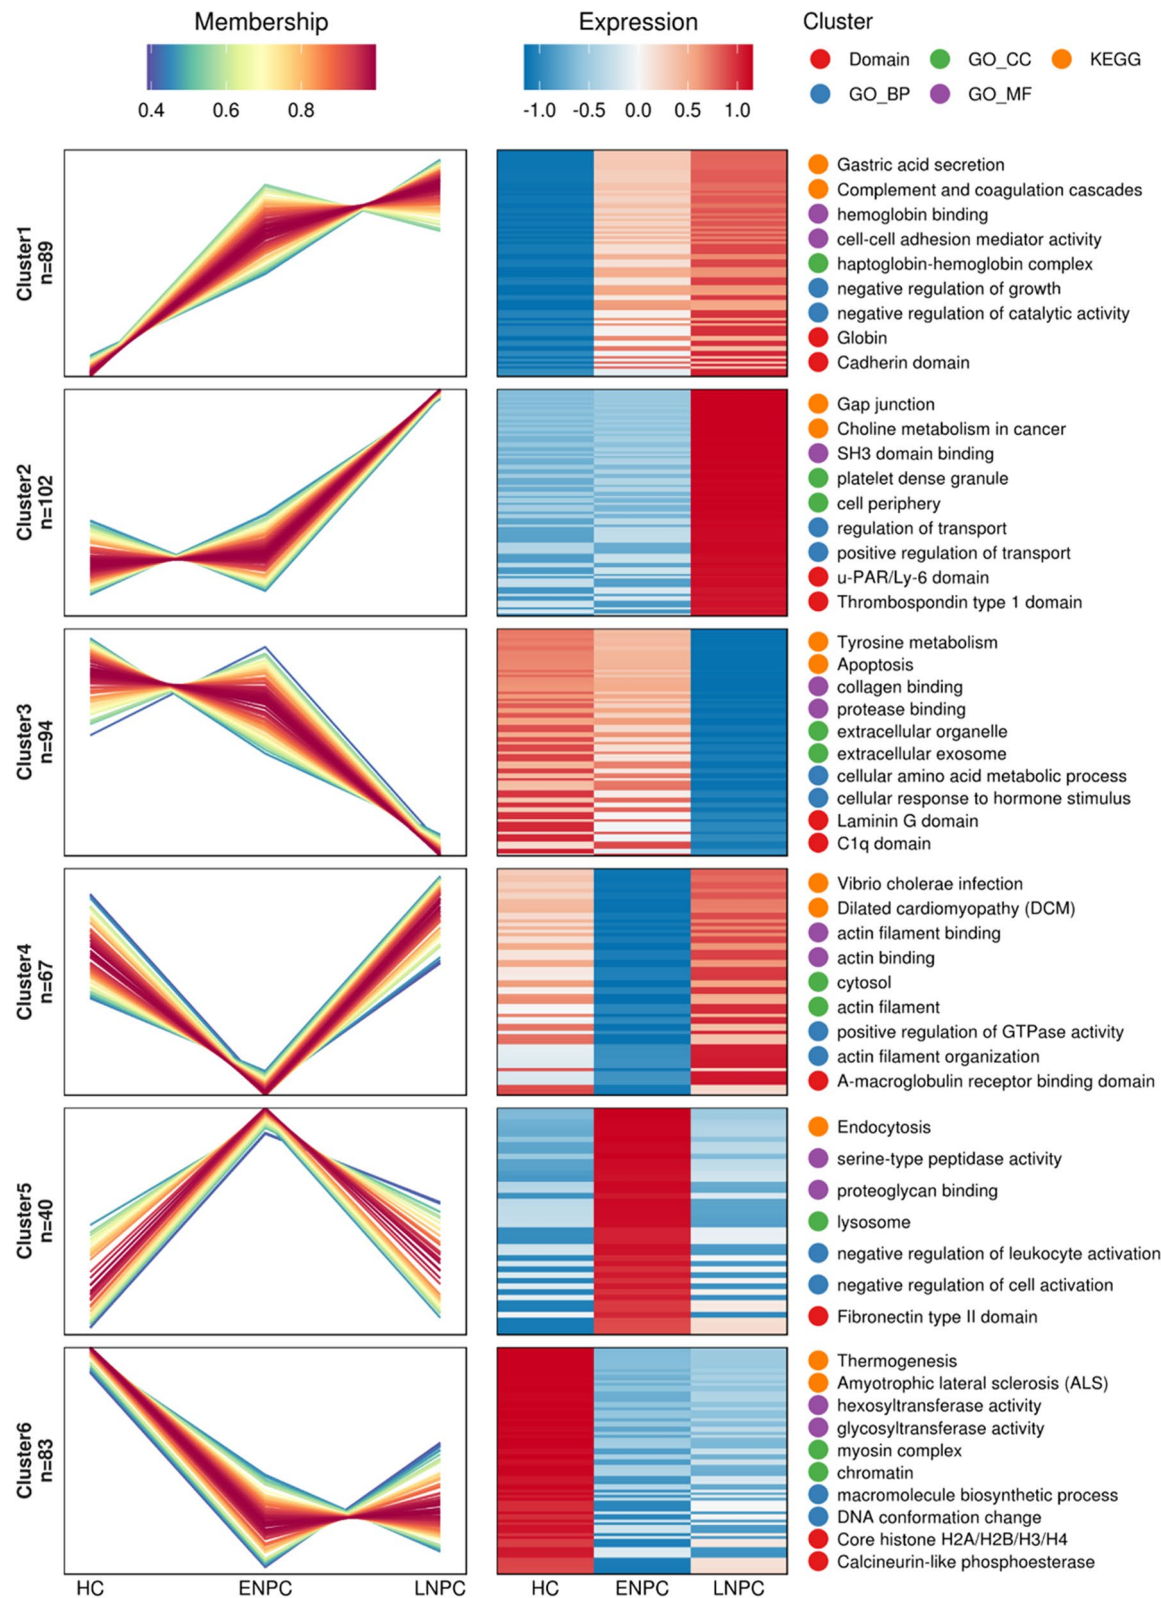 Membership
0.4 0.6 0.8
Expression
-1.0 -0.5 0.0 0.5 1.0
Cluster
Domain GO_CC KEGG
GO_BP GO_MF
Cluster1
n=89
Gastric acid secretion
Complement and coagulation cascades
hemoglobin binding
cell-cell adhesion mediator activity
haptoglobin-hemoglobin complex
negative regulation of growth
negative regulation of catalytic activity
Globin
Cadherin domain
Cluster2
n=102
Gap junction
Choline metabolism in cancer
SH3 domain binding
platelet dense granule
cell periphery
regulation of transport
positive regulation of transport
u-PAR/Ly-6 domain
Thrombospondin type 1 domain
Cluster3
n=94
Tyrosine metabolism
Apoptosis
collagen binding
protease binding
extracellular organelle
extracellular exosome
cellular amino acid metabolic process
cellular response to hormone stimulus
Laminin G domain
C1q domain
Cluster4
n=67
Vibrio cholerae infection
Dilated cardiomyopathy (DCM)
actin filament binding
actin binding
cytosol
actin filament
positive regulation of GTPase activity
actin filament organization
A-macroglobulin receptor binding domain
Cluster5
n=40
Endocytosis
serine-type peptidase activity
proteoglycan binding
lysosome
negative regulation of leukocyte activation
negative regulation of cell activation
Fibronectin type II domain
Cluster6
n=83
Thermogenesis
Amyotrophic lateral sclerosis (ALS)
hexosyltransferase activity
glycosyltransferase activity
myosin complex
chromatin
macromolecule biosynthetic process
DNA conformation change
Core histone H2A/H2B/H3/H4
Calcineurin-like phosphoesterase
HC ENPC LNPC
HC ENPC LNPC